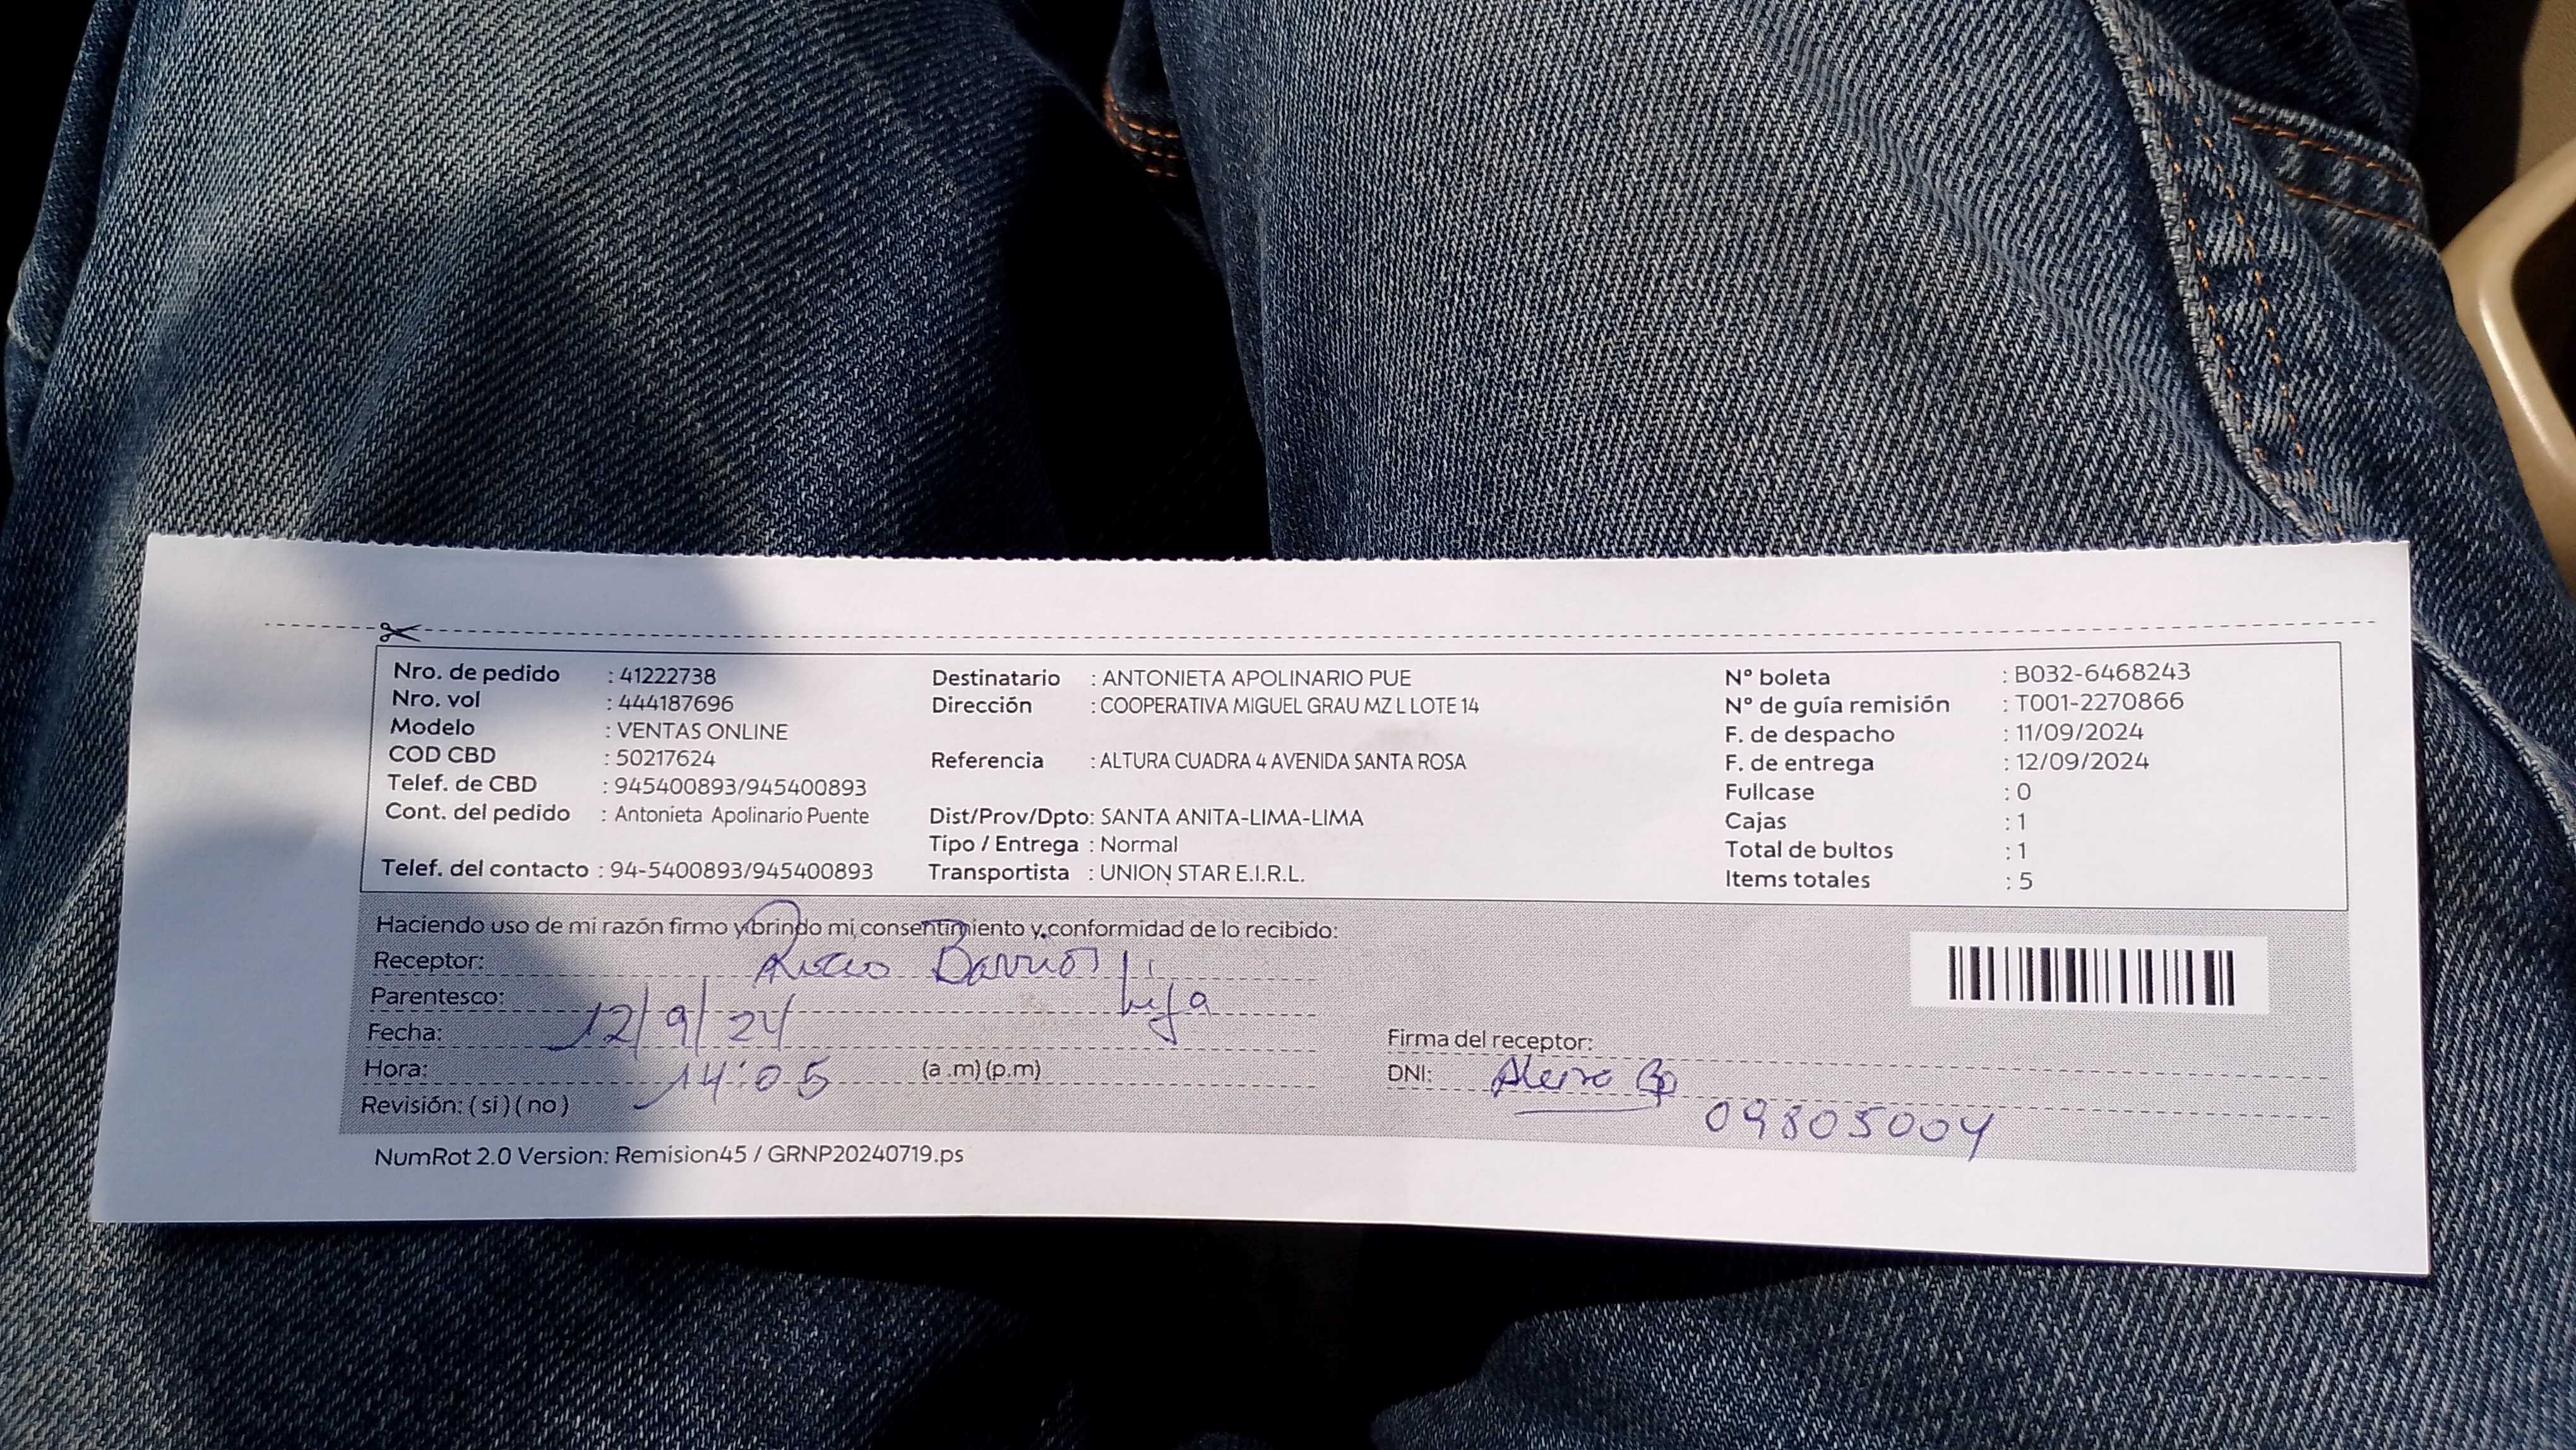 Nro. de pedido : 41222738
Nro. vol : 444187696
Modelo : VENTAS ONLINE
COD CBD : 50217624
Telef. de CBD : 945400893/945400893
Cont. del pedido : Antonieta Apolinario Puente
Telef. del contacto : 94-5400893/945400893
Destinatario : ANTONIETA APOLINARIO PUE
Dirección : COOPERATIVA MIGUEL GRAU MZ L LOTE 14
Referencia : ALTURA CUADRA 4 AVENIDA SANTA ROSA
Dist/Prov/Dpto: SANTA ANITA-LIMA-LIMA
Tipo / Entrega : Normal
Transportista : UNION STAR E.I.R.L.
N° boleta : B032-6468243
N° de guía remisión : T001-2270866
F. de despacho : 11/09/2024
F. de entrega : 12/09/2024
Fullcase : 0
Cajas : 1
Total de bultos : 1
Items totales : 5
Haciendo uso de mi razón firmo y brindo mi consentimiento y conformidad de lo recibido:
Receptor: Barrios
Parentesco: hija
Fecha: 12/9/24
Hora: 14:05 (a .m) (p.m)
Revisión: ( si ) ( no )
Firma del receptor:
DNI: 09805004
NumRot 2.0 Version: Remision45 / GRNP20240719.ps